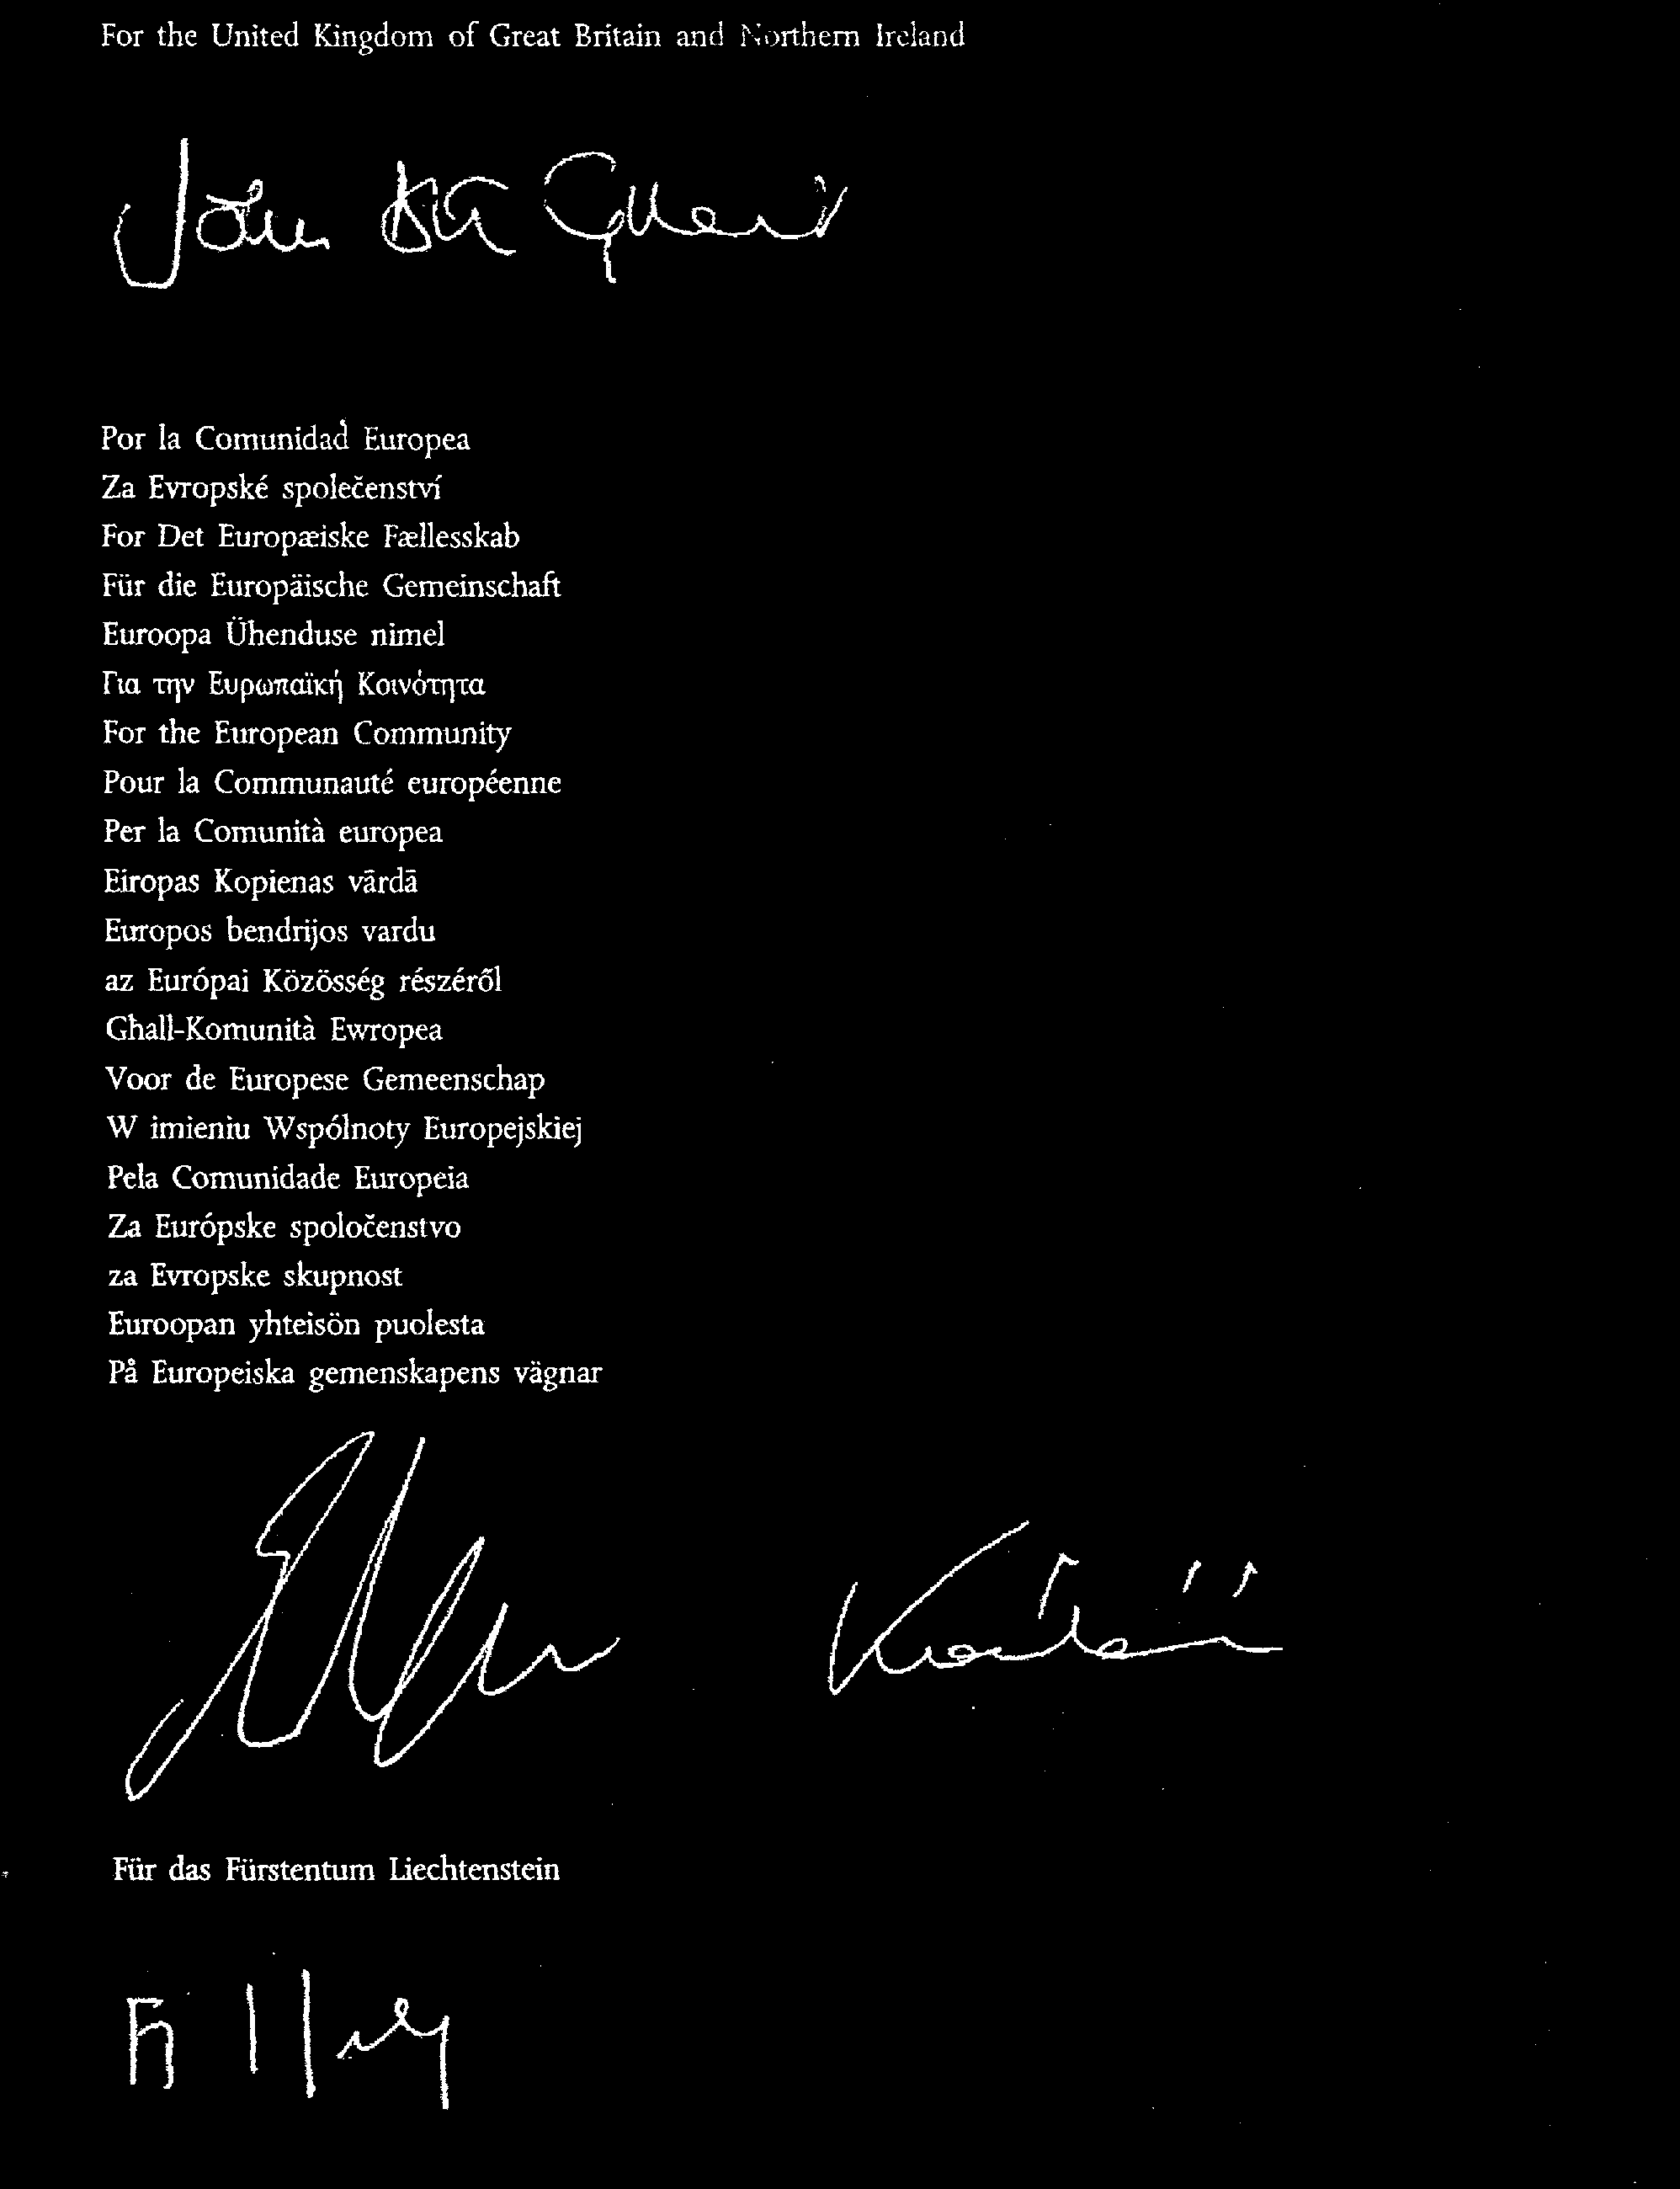 For the United Kingdom of Great Britain and Northern Ireland
John
Por la Comunidad Europea
Za Evropské společenství
For Det Europæiske Fællesskab
Für die Europäische Gemeinschaft
Euroopa Ühenduse nimel
Για την Ευρωπαϊκή Κοινότητα
For the European Community
Pour la Communauté européenne
Per la Comunità europea
Eiropas Kopienas vārdā
Europos bendrijos vardu
az Európai Közösség részéről
Għall-Komunità Ewropea
Voor de Europese Gemeenschap
W imieniu Wspólnoty Europejskiej
Pela Comunidade Europeia
Za Európske spoločenstvo
za Evropske skupnost
Euroopan yhteisön puolesta
På Europeiska gemenskapens vägnar
Für das Fürstentum Liechtenstein